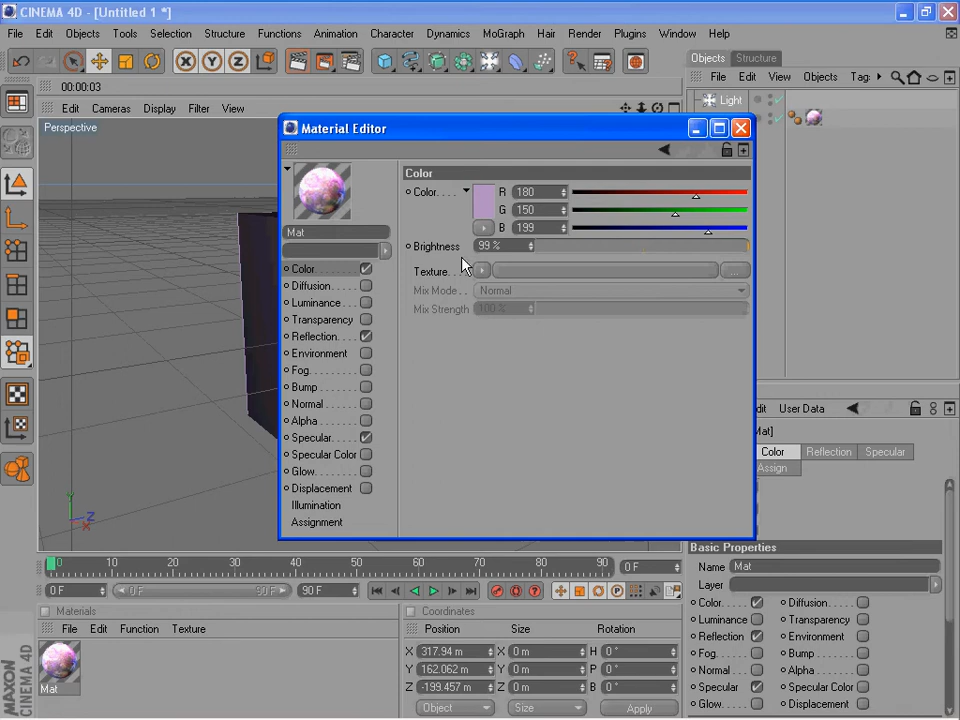 CINEMA 4D - [Untitled 1 *]
File Edit Objects Tools Selection Structure Functions Animation Character Dynamics MoGraph Hair Render Plugins Window Help
X Y Z
Objects Structure
File Edit View Objects Tag:
00:00:03
Edit Cameras Display Filter View
Perspective
Light
Material Editor
Color
Color.... R 180
G 150
B 199
Mat
Brightness 99 %
Texture.
Mix Mode.. Normal
Mix Strength 100 %
Color
Diffusion
Luminance
Transparency
Reflection
Environment
Fog
Bump
Normal
Alpha
Specular
Specular Color
Glow
Displacement
Illumination
Assignment
dit User Data
Mat]
Color Reflection Specular
Assign
Basic Properties
Name Mat
Layer
Color Diffusion
Luminance Transparency
Reflection Environment
Fog Bump
Normal Alpha
Specular Specular Color
Glow Displacement
Y
Z
X
0 10 20 30 40 50 60 70 80 90 0 F
0 F 0 F 90 F 90 F
Materials
File Edit Function Texture
Mat
Coordinates
Position Size Rotation
X 317.94 m X 0 m H 0 °
Y 162.062 m Y 0 m P 0 °
Z -199.457 m Z 0 m B 0 °
Object Size Apply
MAXON
CINEMA 4D